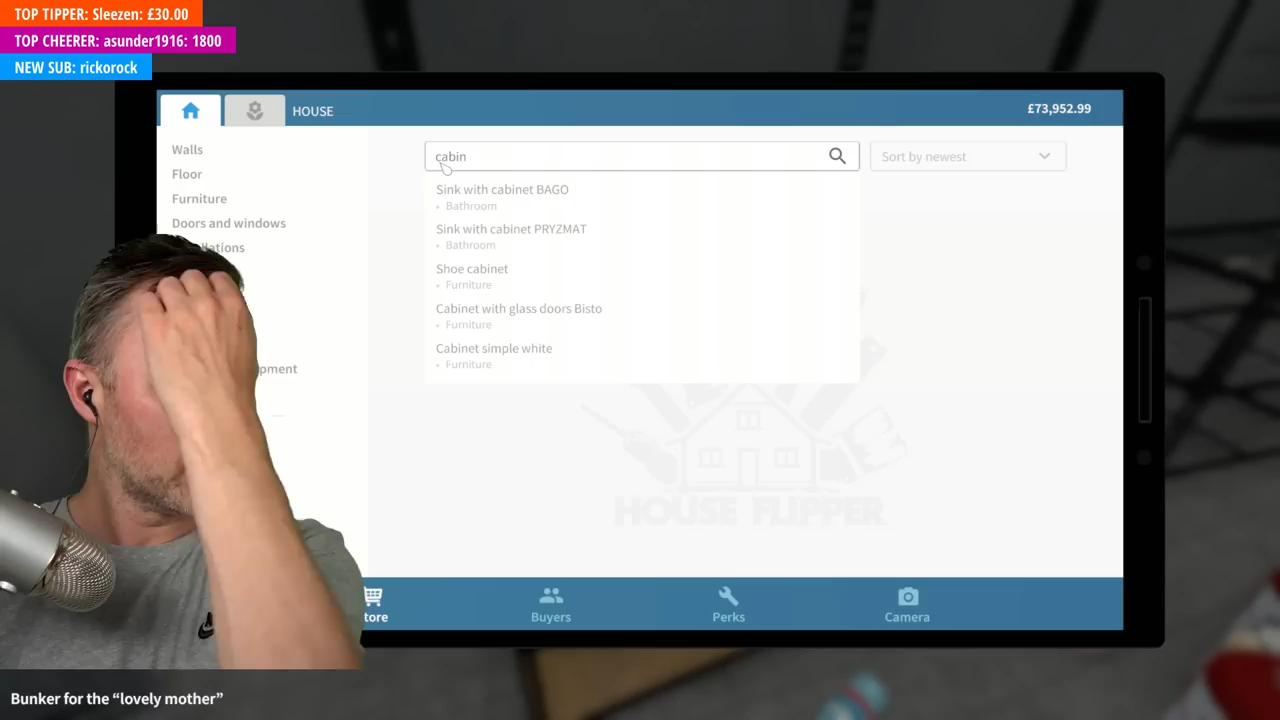 TOP TIPPER: Sleezen: £30.00
TOP CHEERER: asunder1916: 1800
NEW SUB: rickorock
HOUSE
£73,952.99
Walls
Floor
Furniture
Doors and windows
cabin
Sort by newest
Sink with cabinet BAGO
• Bathroom
Sink with cabinet PRYZMAT
• Bathroom
Shoe cabinet
• Furniture
Cabinet with glass doors Bisto
• Furniture
Cabinet simple white
• Furniture
HOUSE FLIPPER
Buyers
Perks
Camera
Bunker for the “lovely mother”